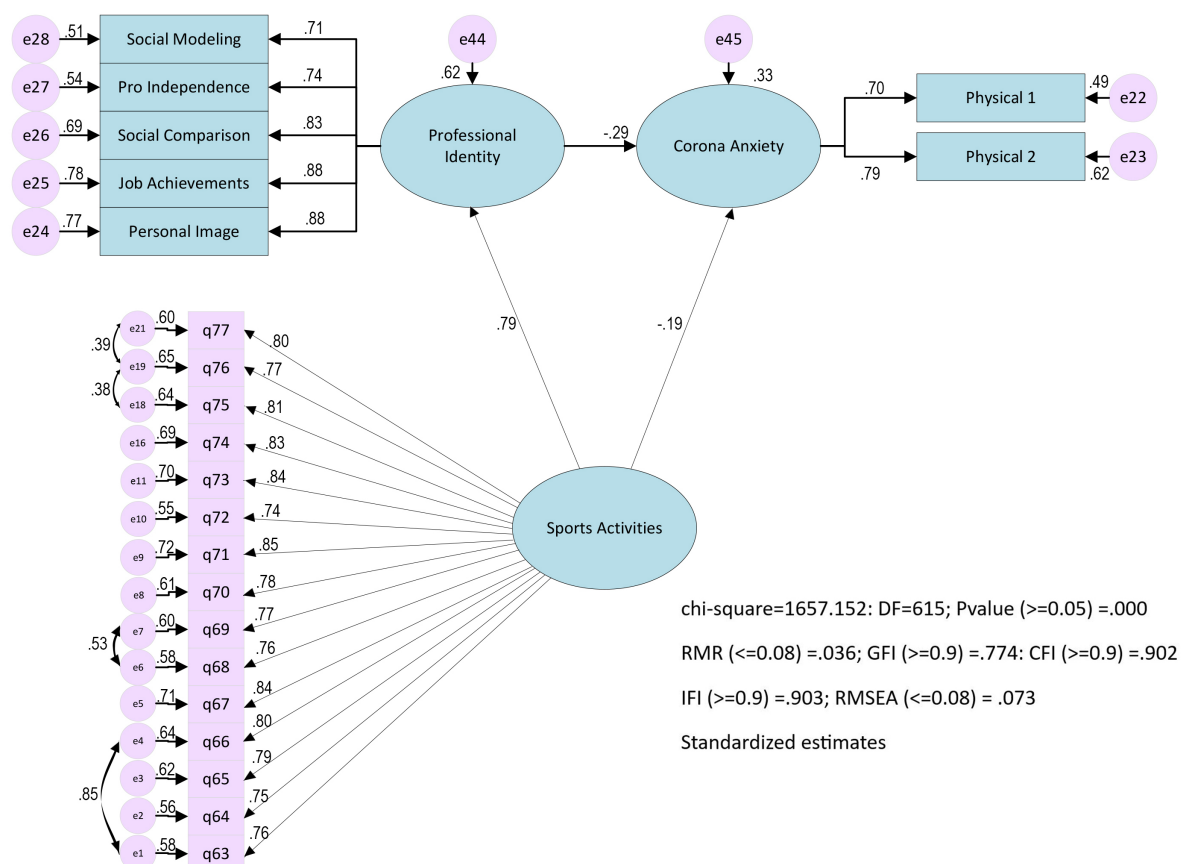 e28 .51 Social Modeling .71
e27 .54 Pro Independence .74
e26 .69 Social Comparison .83
e25 .78 Job Achievements .88
e24 .77 Personal Image .88
e44
.62
Professional
Identity
-.29
e45
.33
Corona Anxiety
.70 Physical 1 .49 e22
.79 Physical 2 .62 e23
.79
-.19
e21 .60 q77 .80
.39
e19 .65 q76 .77
.38
e18 .64 q75 .81
e16 .69 q74 .83
e11 .70 q73 .84
e10 .55 q72 .74
e9 .72 q71 .85
e8 .61 q70 .78
e7 .60 q69 .77
.53
e6 .58 q68 .76
e5 .71 q67 .84
e4 .64 q66 .80
e3 .62 q65 .79
.85
e2 .56 q64 .75
e1 .58 q63 .76
Sports Activities
chi-square=1657.152: DF=615; Pvalue (>=0.05) =.000
RMR (<=0.08) =.036; GFI (>=0.9) =.774: CFI (>=0.9) =.902
IFI (>=0.9) =.903; RMSEA (<=0.08) = .073
Standardized estimates